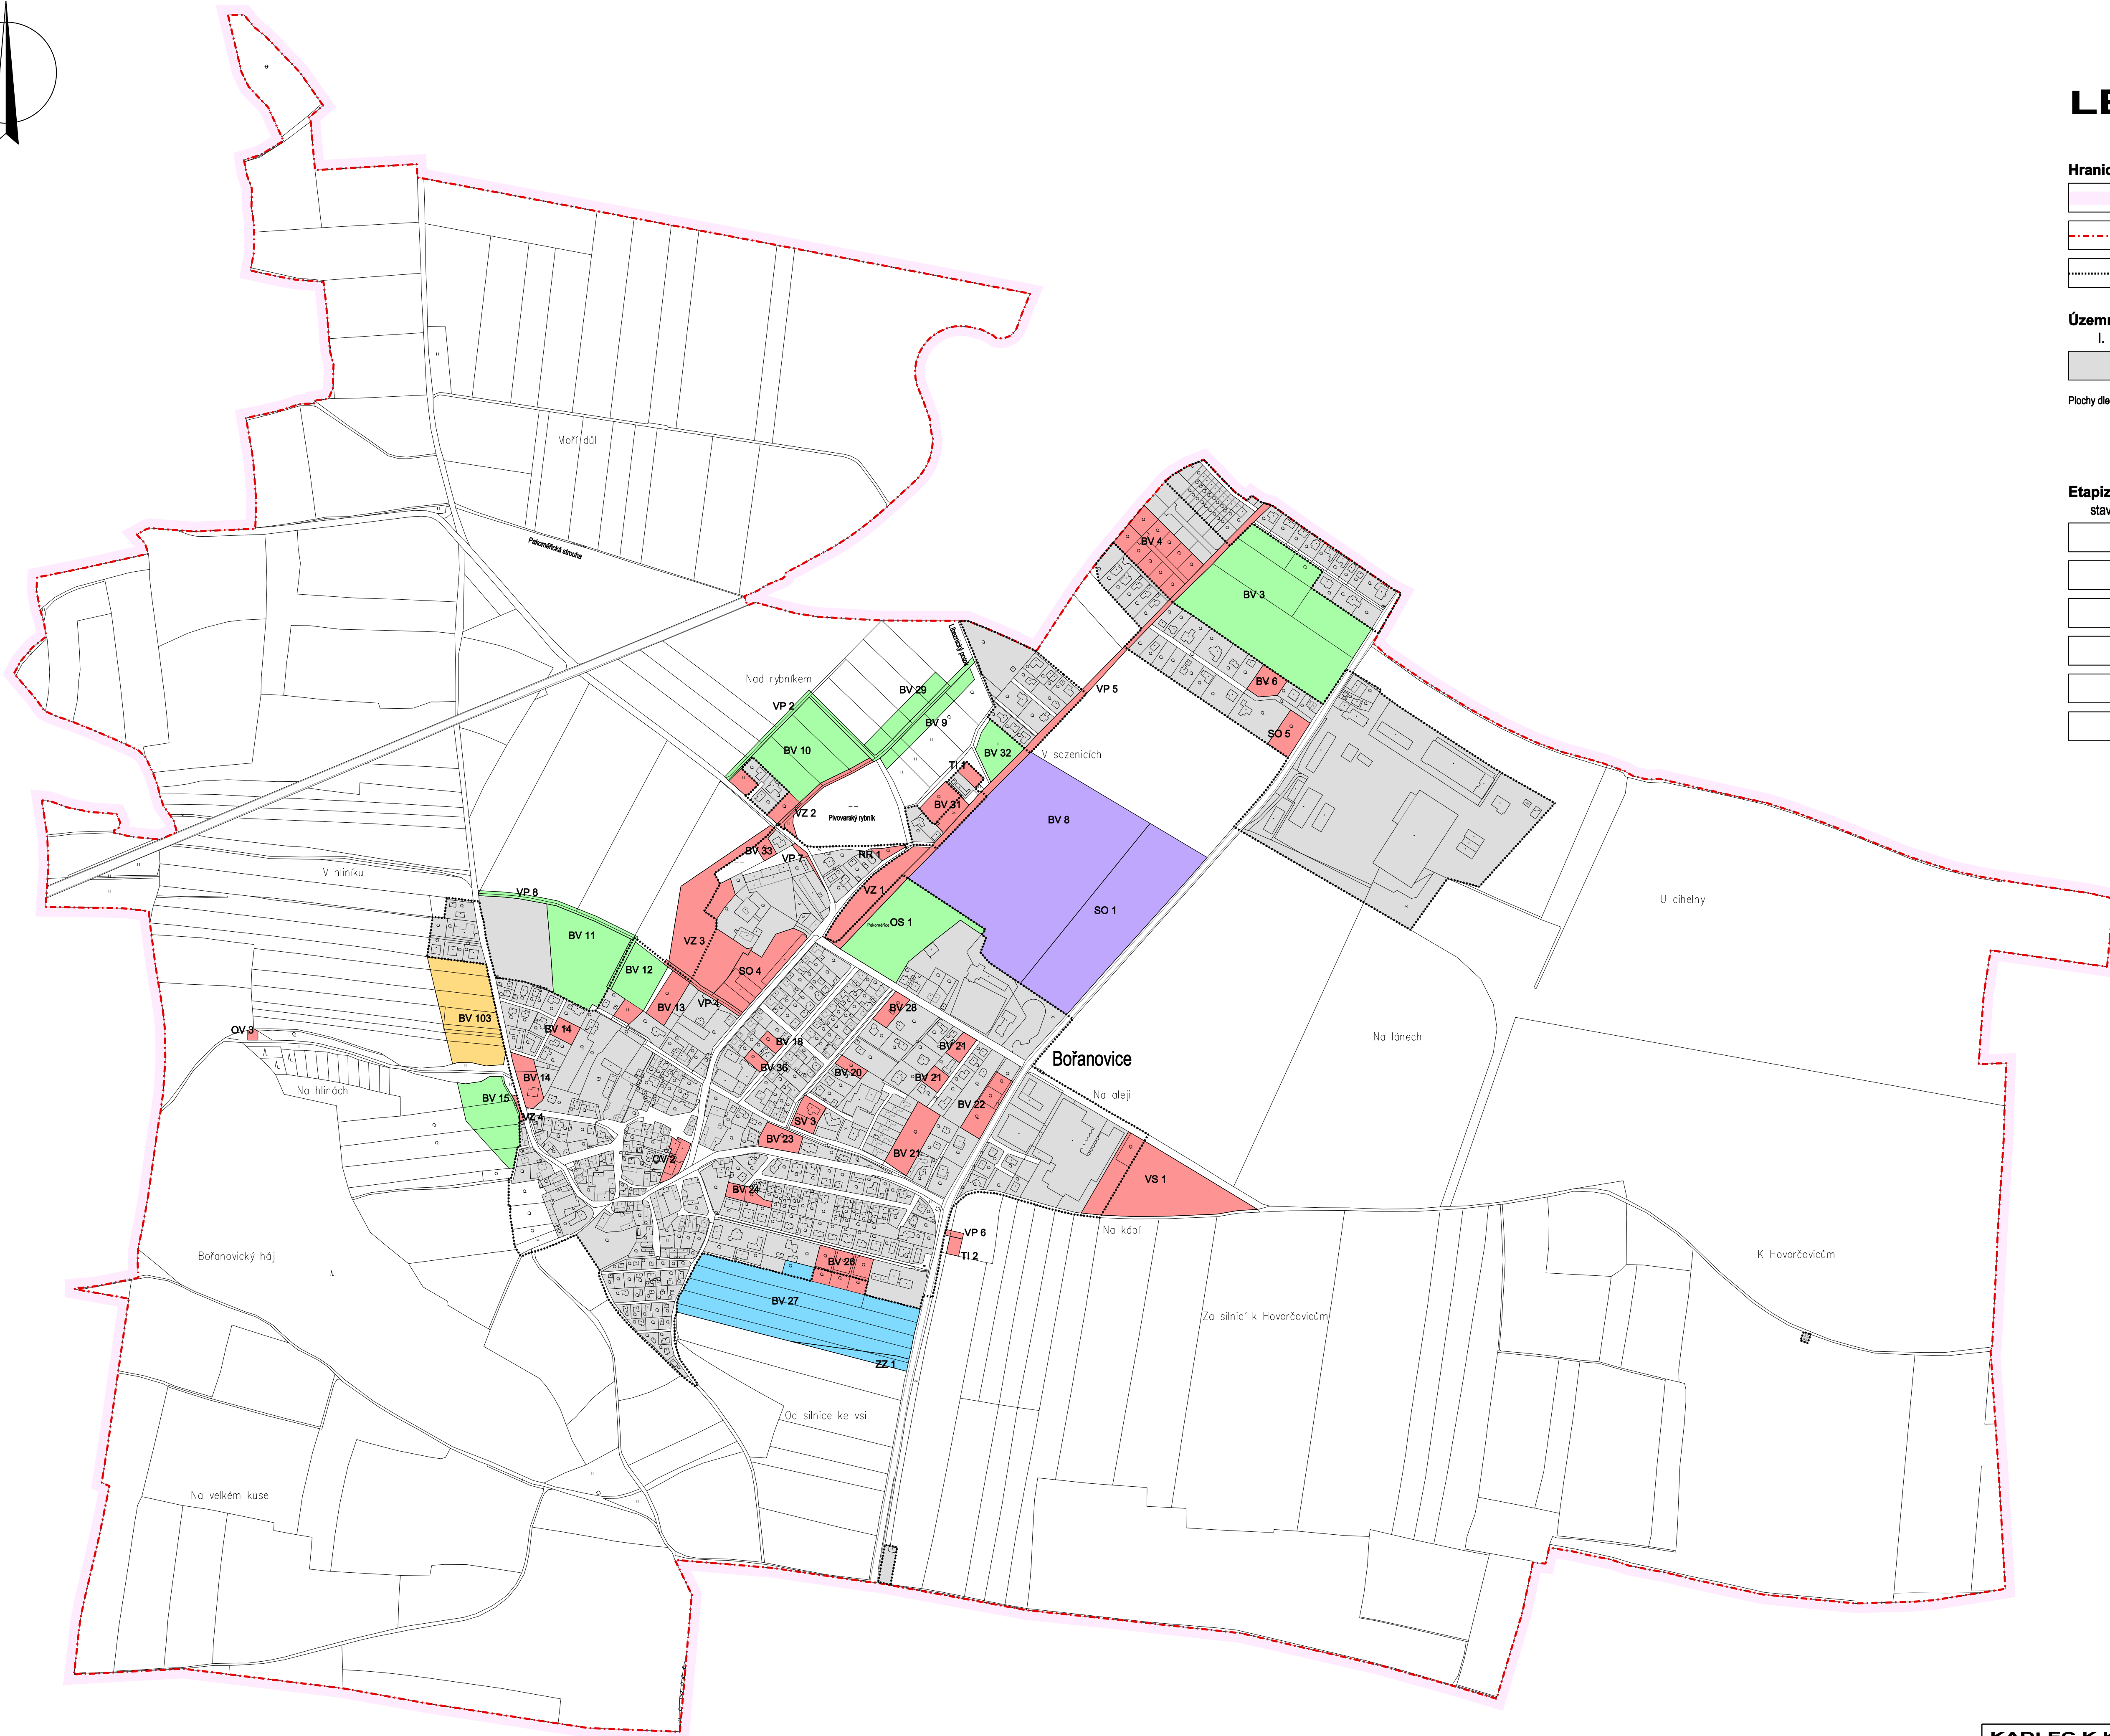 LE
Hranic
Územn
I.
Plochy dle
Etapiz
stav
Moří důl
Pakoměřická strouha
BV 4
BV 3
Líbeznický potok
Nad rybníkem
BV 29
VP 2
VP 5
BV 6
BV 9
SO 5
BV 10
BV 32
V sazenicích
TI 1
BV 31
VZ 2
Pivovarský rybník
BV 8
BV 33
VP 7
RR 1
V hliníku
VP 8
VZ 1
U cihelny
SO 1
OS 1
Pakoměřice
BV 11
VZ 3
BV 12
SO 4
VP 4
BV 13
BV 28
BV 103
OV 3
BV 14
BV 18
BV 21
Na lánech
Bořanovice
BV 36
BV 20
BV 14
BV 21
Na hlinách
BV 15
Na aleji
BV 22
VZ 4
SV 3
BV 23
BV 21
OV 2
VS 1
BV 24
Na kápí
VP 6
Bořanovický háj
TI 2
K Hovorčovicům
BV 26
BV 27
Za silnicí k Hovorčovicům
ZZ 1
Od silnice ke vsi
Na velkém kuse